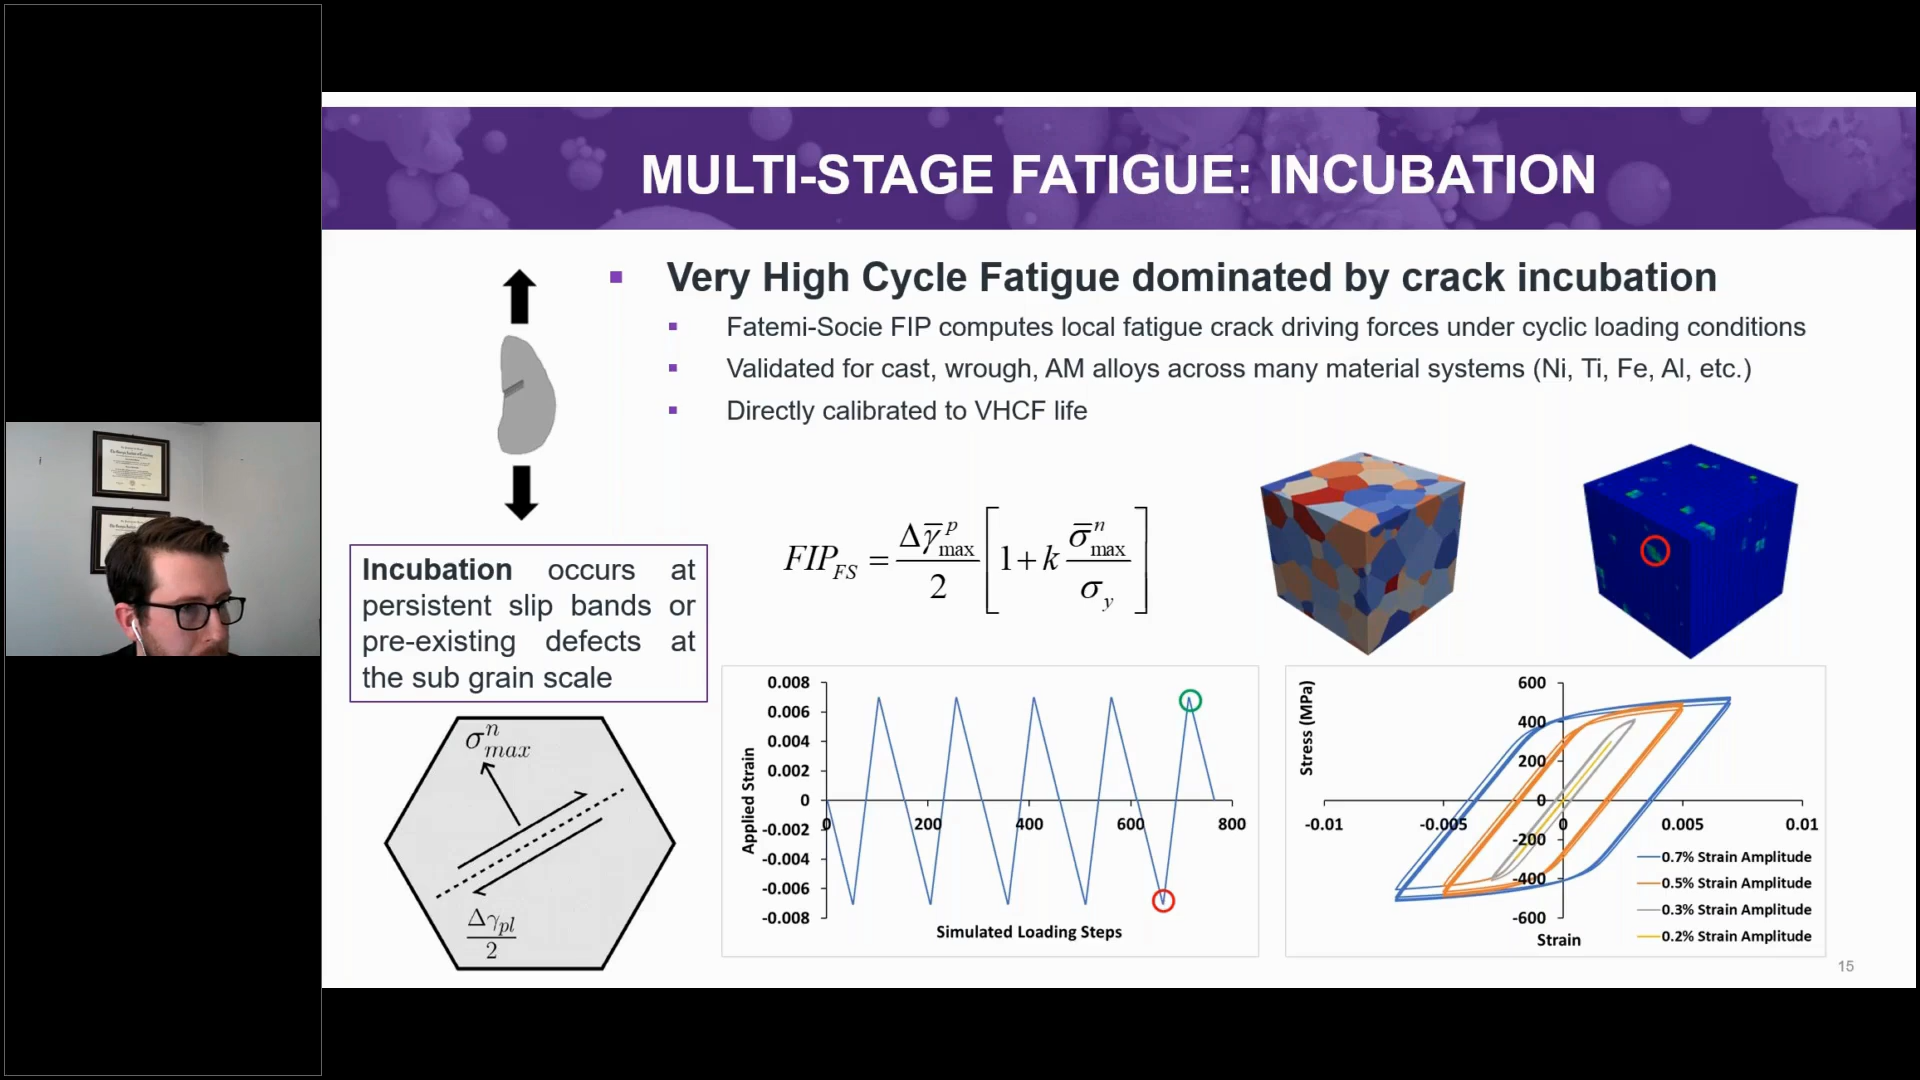 MULTI-STAGE FATIGUE: INCUBATION
Very High Cycle Fatigue dominated by crack incubation
Fatemi-Socie FIP computes local fatigue crack driving forces under cyclic loading conditions
Validated for cast, wrough, AM alloys across many material systems (Ni, Ti, Fe, Al, etc.)
Directly calibrated to VHCF life
Incubation occurs at
persistent slip bands or
pre-existing defects at
the sub grain scale
FIP_FS = Δγ̄^p_max / 2 [1 + k σ̄^n_max / σ_y]
σ^n_max
Δγ_pl / 2
Applied Strain
0.008
0.006
0.004
0.002
0
-0.002
-0.004
-0.006
-0.008
0 200 400 600 800
Simulated Loading Steps
Stress (MPa)
600
400
200
0
-200
-400
-600
-0.01 -0.005 0 0.005 0.01
Strain
0.7% Strain Amplitude
0.5% Strain Amplitude
0.3% Strain Amplitude
0.2% Strain Amplitude
15